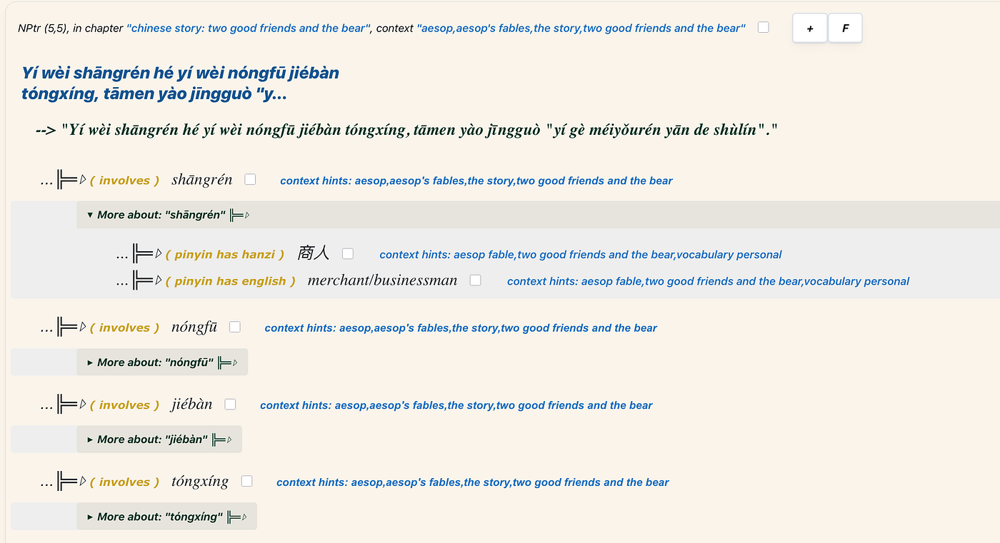 NPtr (5,5), in chapter "chinese story: two good friends and the bear", context "aesop,aesop's fables,the story,two good friends and the bear" + F
Yí wèi shāngrén hé yí wèi nóngfū jiébàn
tóngxíng, tāmen yào jīngguò "y...
--> "Yí wèi shāngrén hé yí wèi nóngfū jiébàn tóngxíng, tāmen yào jīngguò "yí gè méiyǒurén yān de shùlín"."
... ( involves ) shāngrén context hints: aesop,aesop's fables,the story,two good friends and the bear
▼ More about: "shāngrén"
... ( pinyin has hanzi ) 商人 context hints: aesop fable,two good friends and the bear,vocabulary personal
... ( pinyin has english ) merchant/businessman context hints: aesop fable,two good friends and the bear,vocabulary personal
... ( involves ) nóngfū context hints: aesop,aesop's fables,the story,two good friends and the bear
► More about: "nóngfū"
... ( involves ) jiébàn context hints: aesop,aesop's fables,the story,two good friends and the bear
► More about: "jiébàn"
... ( involves ) tóngxíng context hints: aesop,aesop's fables,the story,two good friends and the bear
► More about: "tóngxíng"